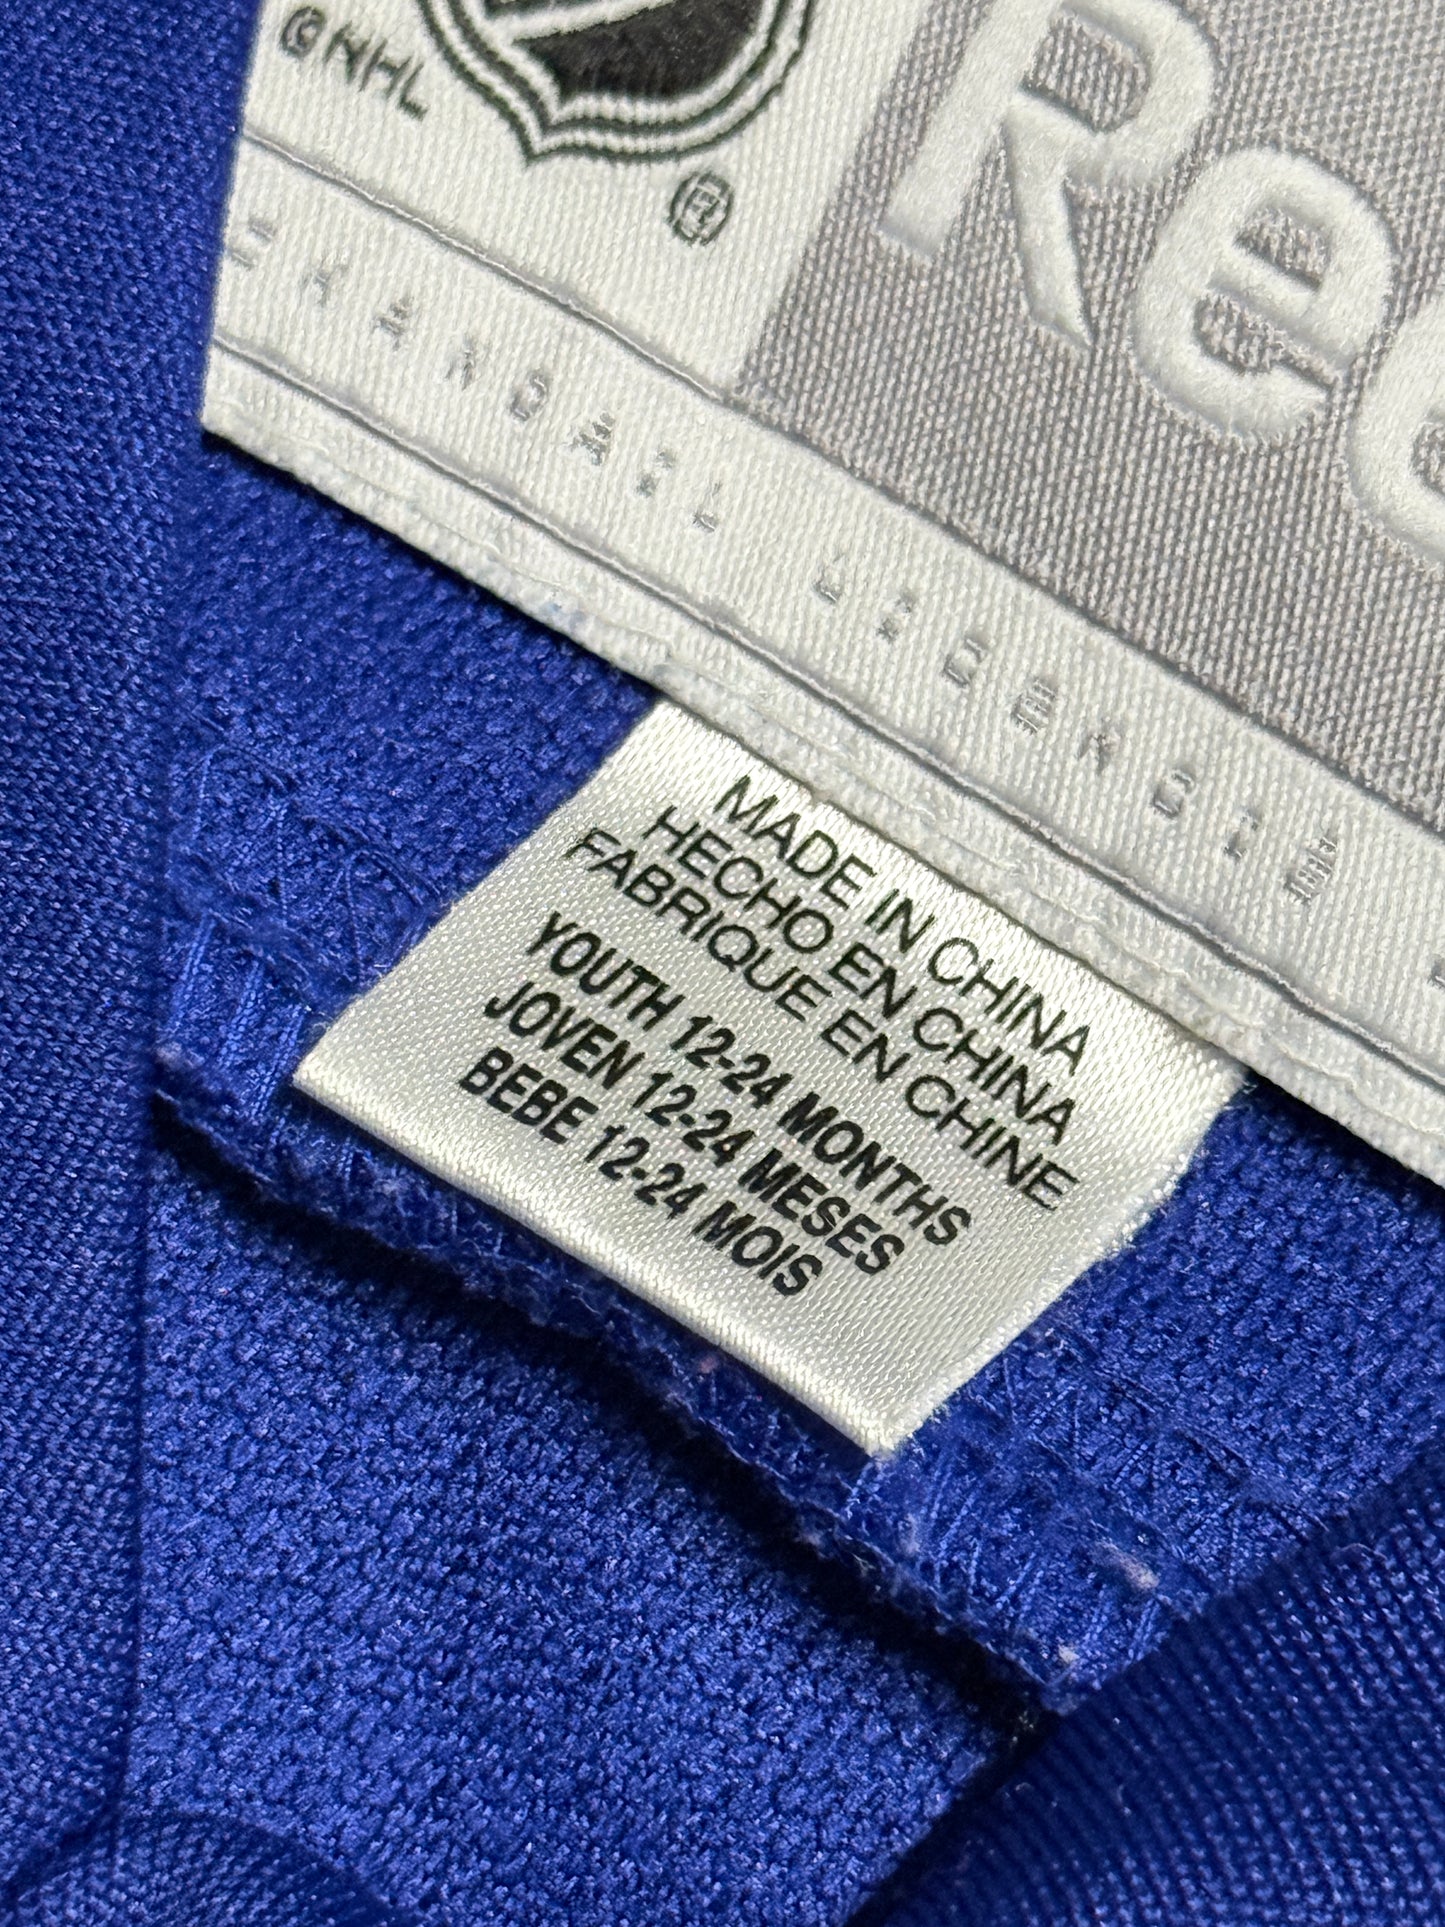 ©NHL
®
Ree
MADE IN CHINA
HECHO EN CHINA
FABRIQUE EN CHINE
YOUTH 12-24 MONTHS
JOVEN 12-24 MESES
BEBE 12-24 MOIS